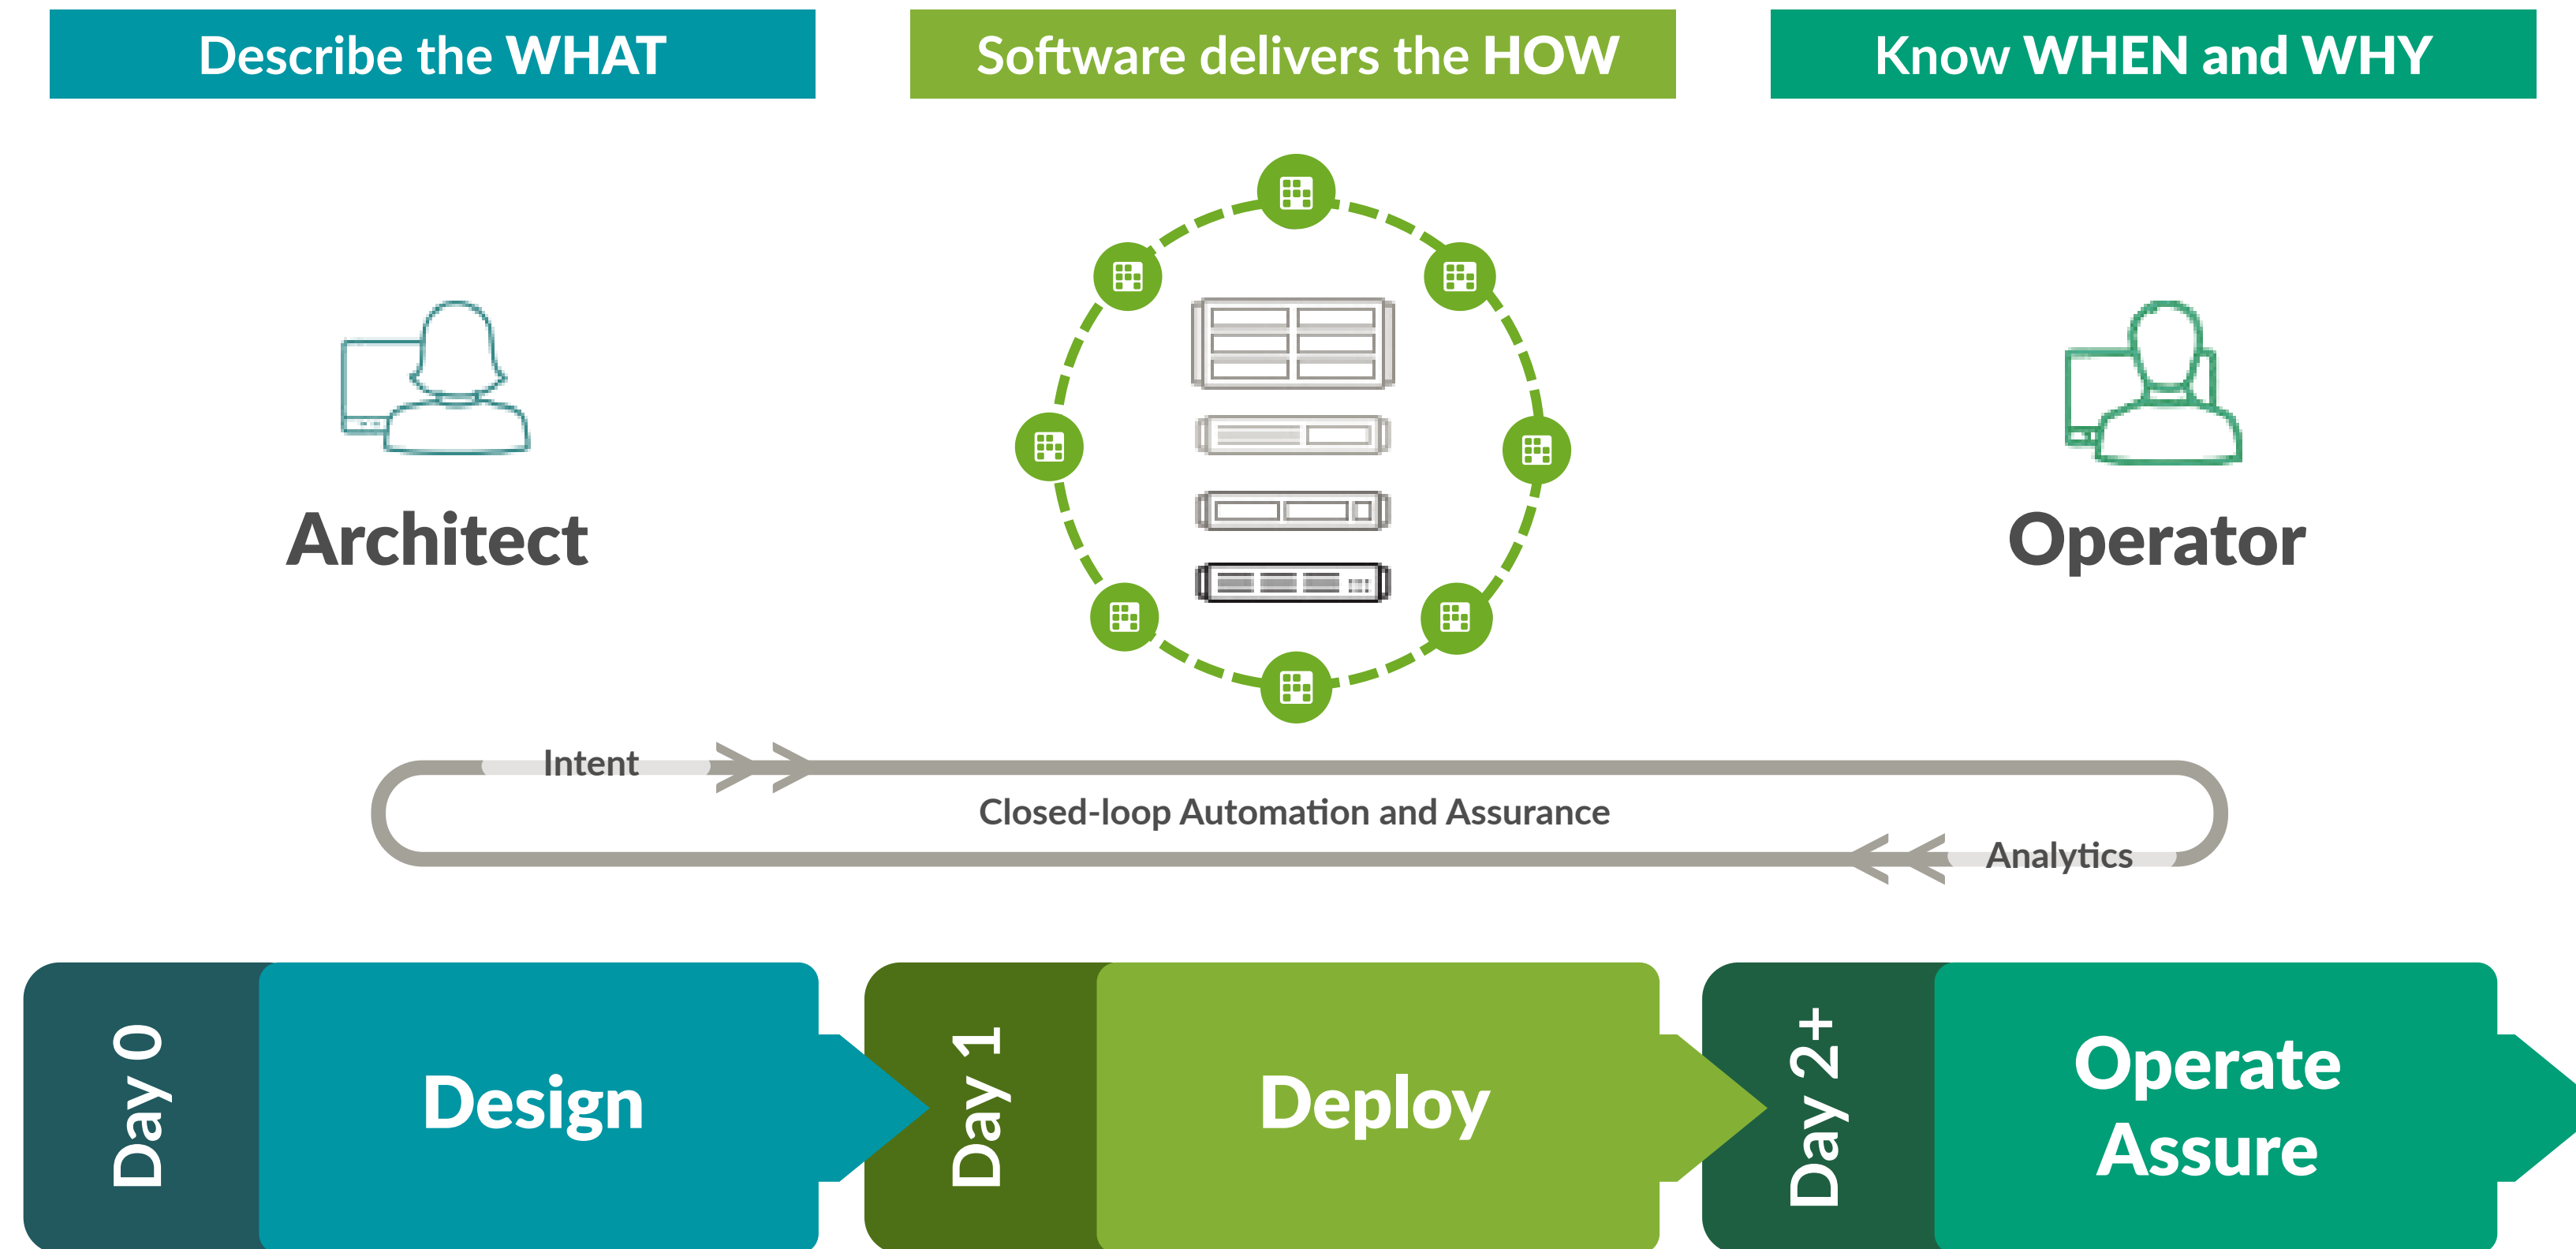 Describe the WHAT
Software delivers the HOW
Know WHEN and WHY
Architect
Operator
Intent
Closed-loop Automation and Assurance
Analytics
Day 0
Design
Day 1
Deploy
Day 2+
Operate
Assure